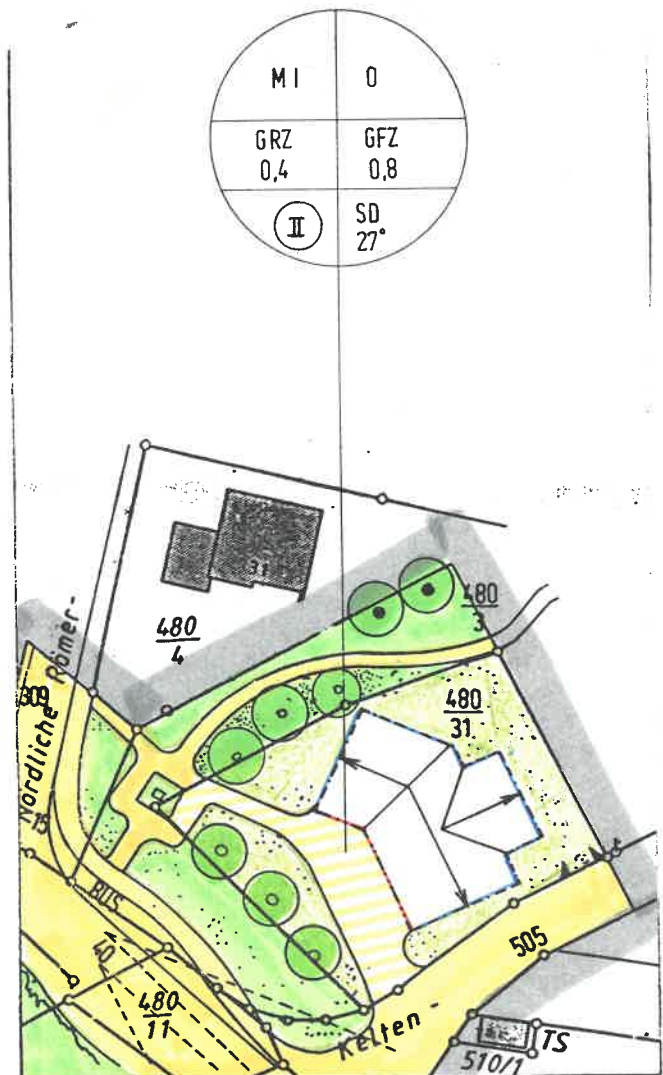 MI
O
GRZ
0,4
GFZ
0,8
II
SD
27°
31
480
4
480
3
480
31
309
Nördliche Römer-
15
BUS
40
480
11
505
Kelten-
TS
510/1